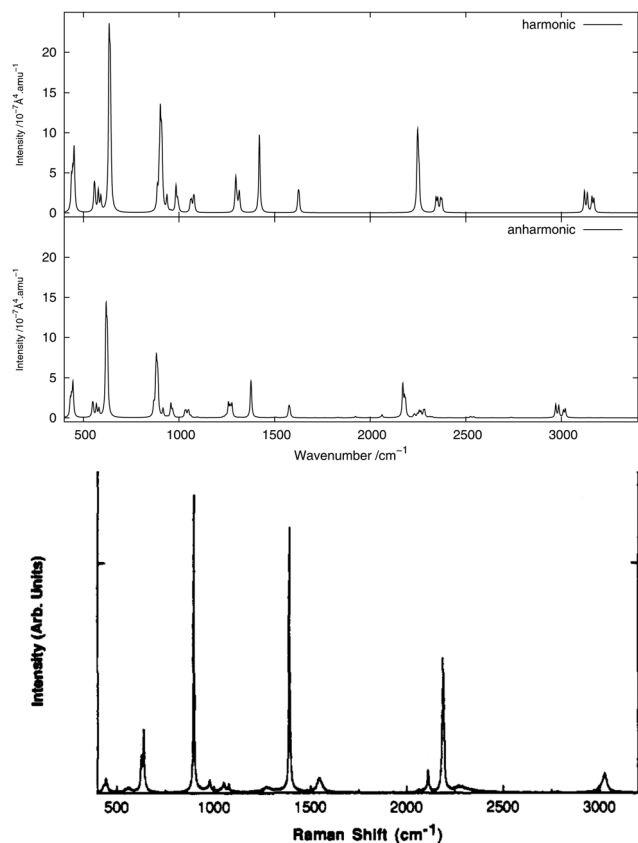 harmonic
Intensity /10⁻⁷Å⁴.amu⁻¹
20
15
10
5
0
anharmonic
Intensity /10⁻⁷Å⁴.amu⁻¹
20
15
10
5
0
500 1000 1500 2000 2500 3000
Wavenumber /cm⁻¹
Intensity (Arb. Units)
500 1000 1500 2000 2500 3000
Raman Shift (cm⁻¹)